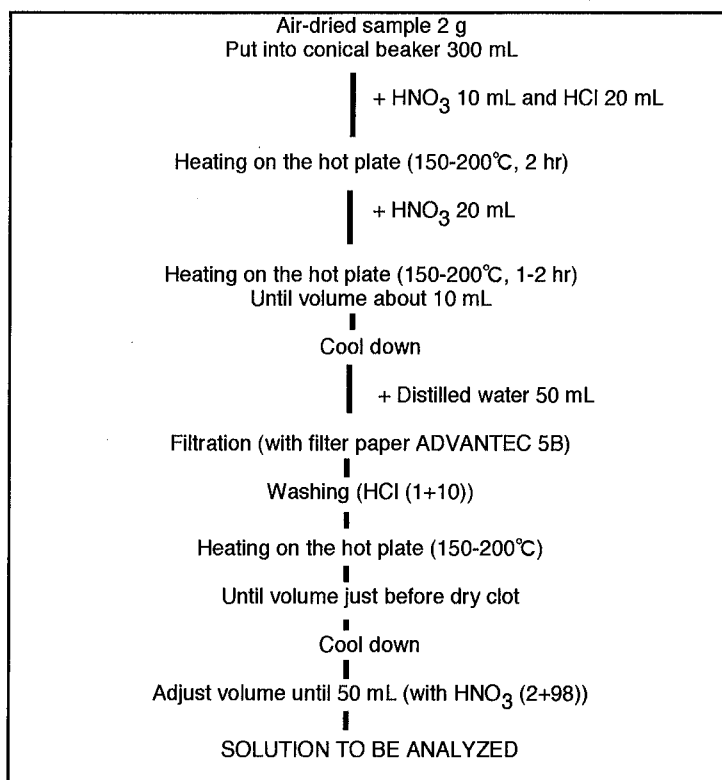 Air-dried sample 2 g
Put into conical beaker 300 mL
+ HNO3 10 mL and HCl 20 mL
Heating on the hot plate (150-200℃, 2 hr)
+ HNO3 20 mL
Heating on the hot plate (150-200℃, 1-2 hr)
Until volume about 10 mL
Cool down
+ Distilled water 50 mL
Filtration (with filter paper ADVANTEC 5B)
Washing (HCl (1+10))
Heating on the hot plate (150-200℃)
Until volume just before dry clot
Cool down
Adjust volume until 50 mL (with HNO3 (2+98))
SOLUTION TO BE ANALYZED